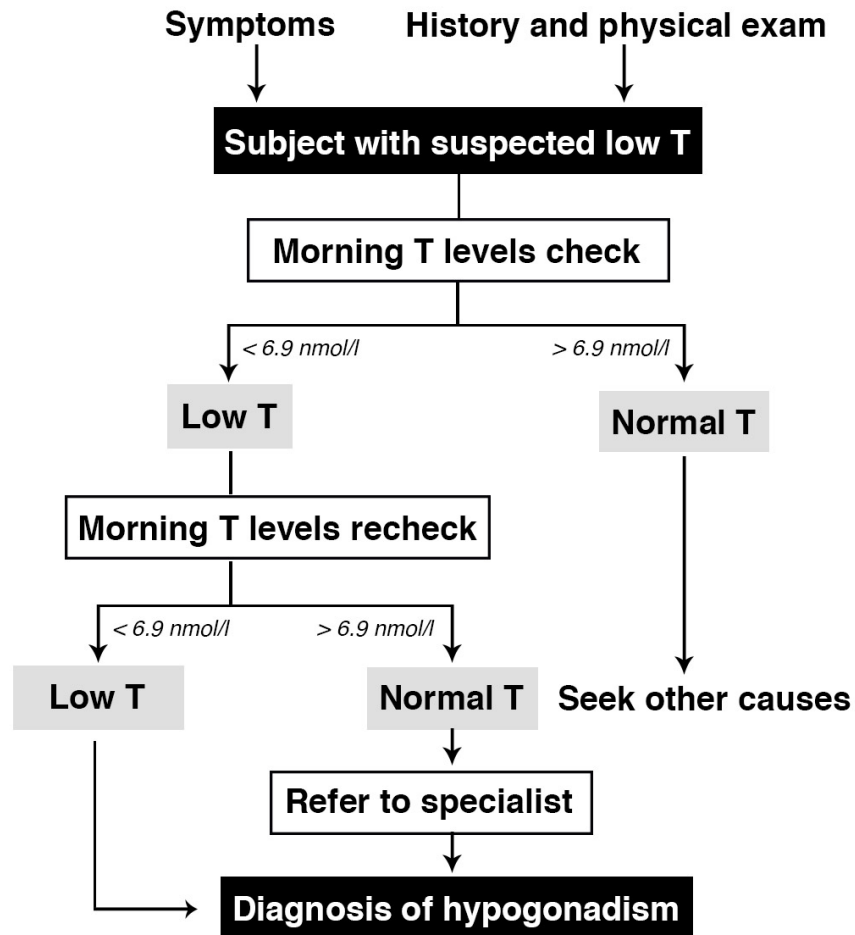 Symptoms
History and physical exam
Subject with suspected low T
Morning T levels check
< 6.9 nmol/l
> 6.9 nmol/l
Low T
Normal T
Morning T levels recheck
< 6.9 nmol/l
> 6.9 nmol/l
Low T
Normal T
Seek other causes
Refer to specialist
Diagnosis of hypogonadism